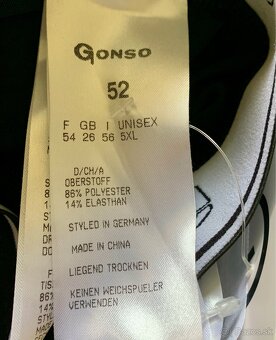 GONSO
52
F GB I UNISEX
54 26 56 5XL
D/CH/A
OBERSTOFF
86% POLYESTER
14% ELASTHAN
STYLED IN GERMANY
MADE IN CHINA
LIEGEND TROCKNEN
KEINEN WEICHSPUELER
VERWENDEN